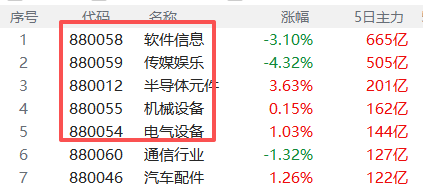 序号 代码 名称 涨幅 5日主力
1 880058 软件信息 -3.10% 665亿
2 880059 传媒娱乐 -4.32% 505亿
3 880012 半导体元件 3.63% 201亿
4 880055 机械设备 0.15% 162亿
5 880054 电气设备 1.03% 144亿
6 880060 通信行业 -1.32% 127亿
7 880046 汽车配件 1.26% 122亿